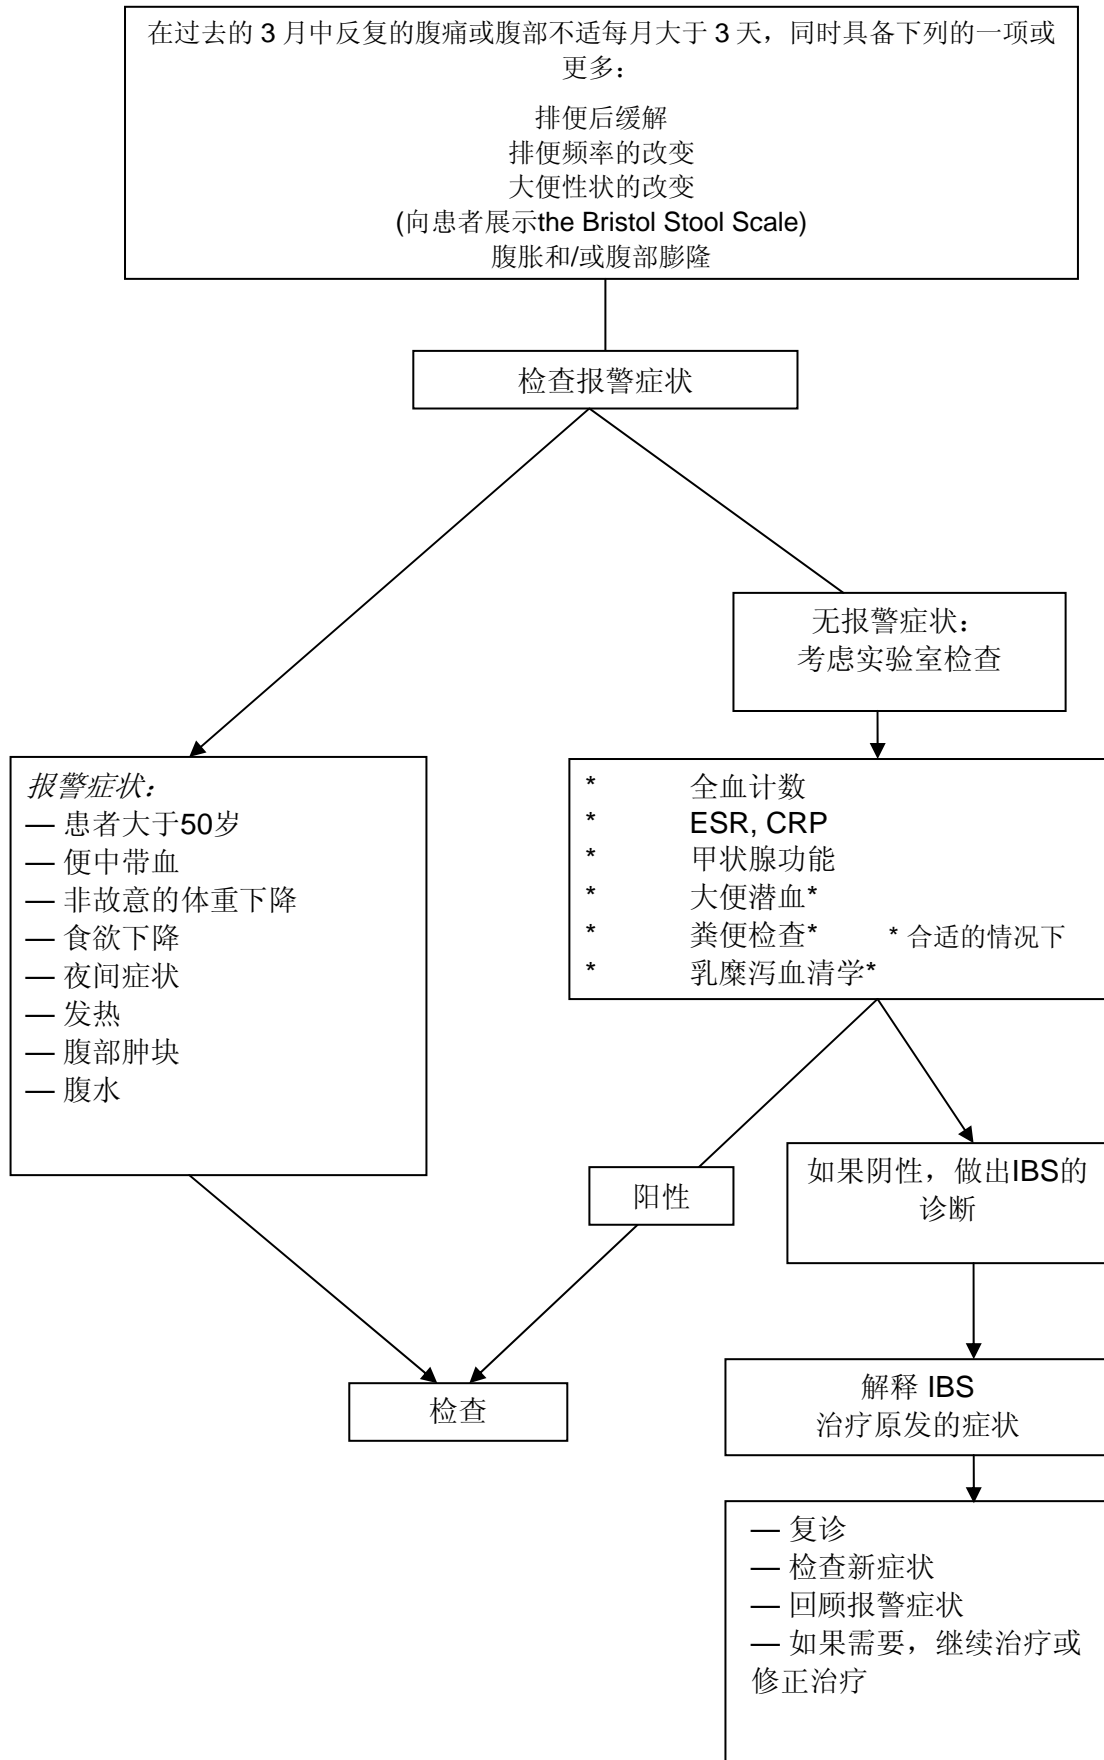 在过去的 3 月中反复的腹痛或腹部不适每月大于 3 天，同时具备下列的一项或
更多：
排便后缓解
排便频率的改变
大便性状的改变
(向患者展示the Bristol Stool Scale)
腹胀和/或腹部膨隆
检查报警症状
无报警症状：
考虑实验室检查
报警症状：
— 患者大于50岁
— 便中带血
— 非故意的体重下降
— 食欲下降
— 夜间症状
— 发热
— 腹部肿块
— 腹水
* 全血计数
* ESR, CRP
* 甲状腺功能
* 大便潜血*
* 粪便检查* * 合适的情况下
* 乳糜泻血清学*
阳性
如果阴性，做出IBS的
诊断
检查
解释 IBS
治疗原发的症状
— 复诊
— 检查新症状
— 回顾报警症状
— 如果需要，继续治疗或
修正治疗